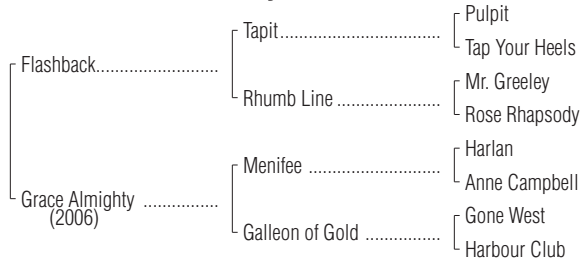 Pulpit
Tapit
Tap Your Heels
Flashback
Mr. Greeley
Rhumb Line
Rose Rhapsody
Harlan
Menifee
Anne Campbell
Grace Almighty
(2006)
Gone West
Galleon of Gold
Harbour Club